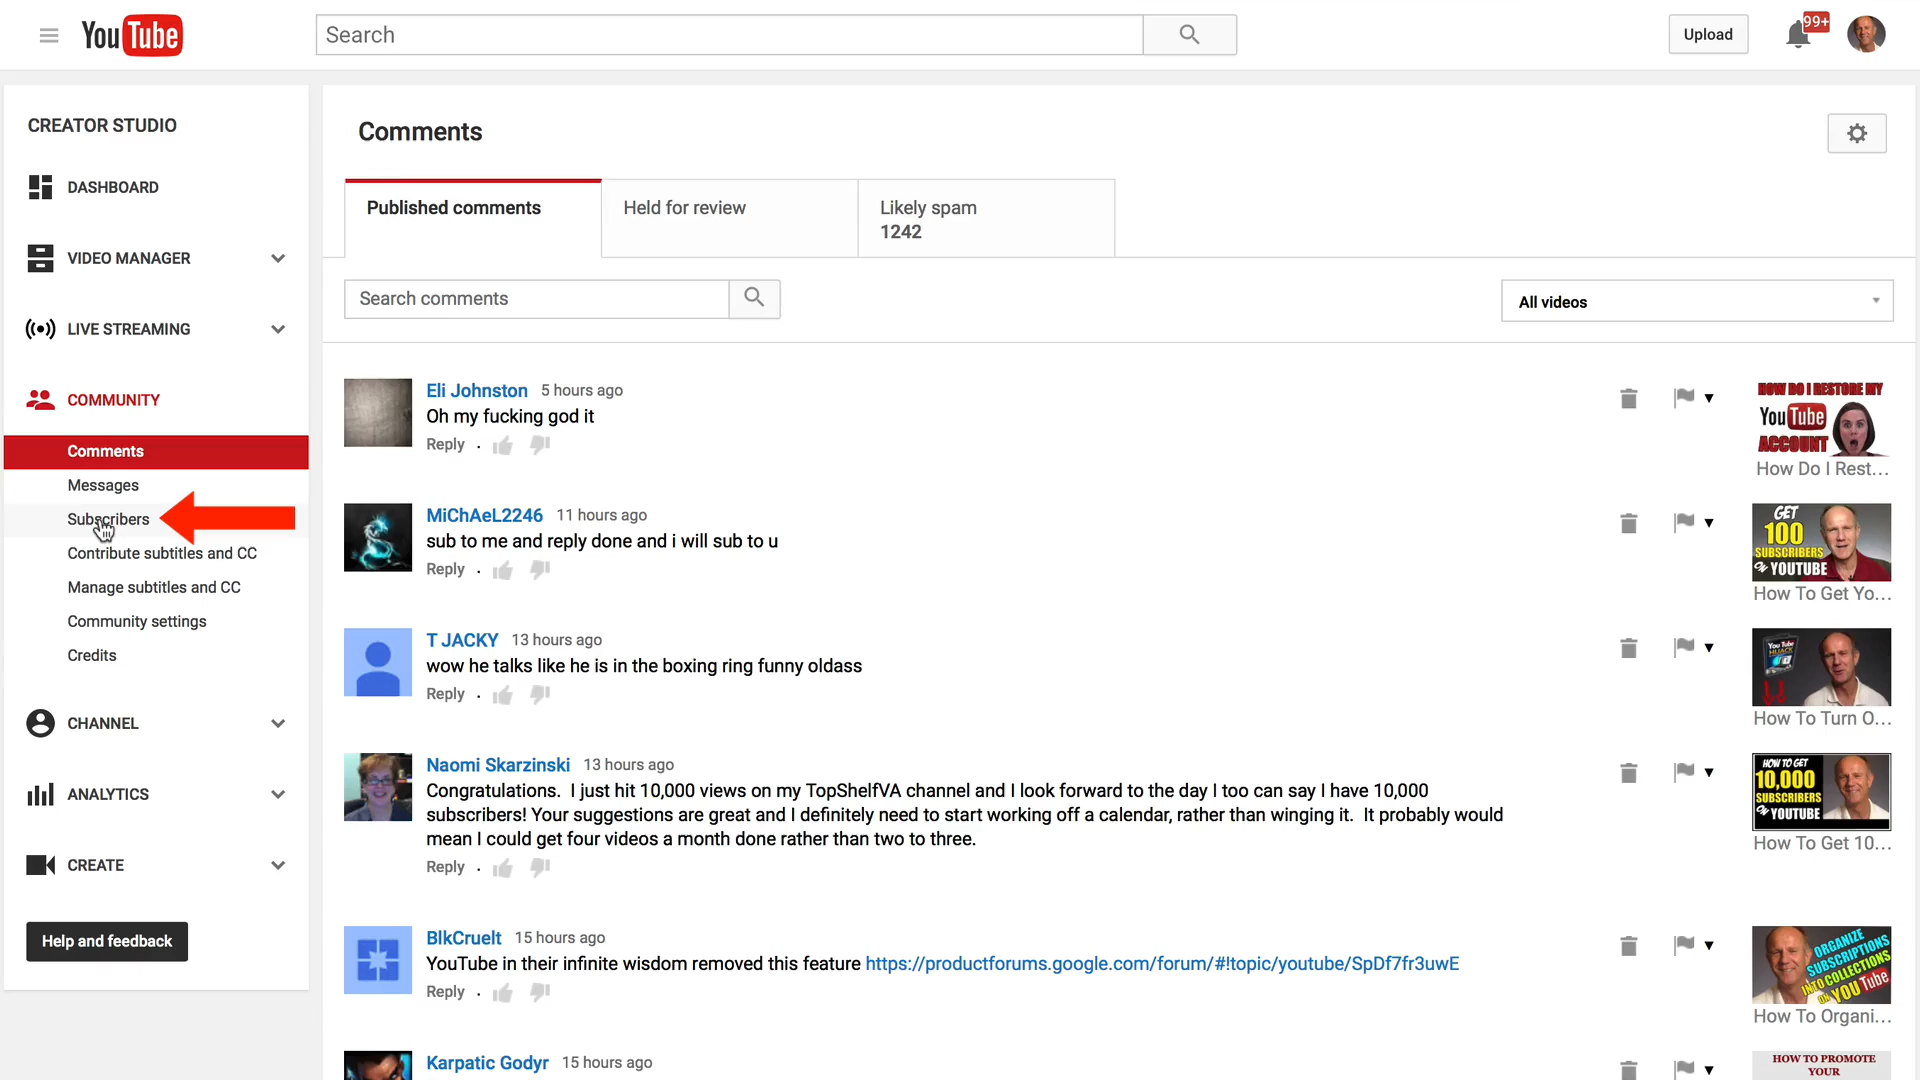 YouTube
Search
Upload
99+
CREATOR STUDIO
DASHBOARD
VIDEO MANAGER
LIVE STREAMING
COMMUNITY
Comments
Messages
Subscribers
Contribute subtitles and CC
Manage subtitles and CC
Community settings
Credits
CHANNEL
ANALYTICS
CREATE
Help and feedback
Comments
Published comments
Held for review
Likely spam
1242
Search comments
All videos
Eli Johnston 5 hours ago
Oh my fucking god it
Reply
HOW DO I RESTORE MY
YouTube
ACCOUNT
How Do I Rest...
MiChAeL2246 11 hours ago
sub to me and reply done and i will sub to u
Reply
GET
100
SUBSCRIBERS
ON YOUTUBE
How To Get Yo...
T JACKY 13 hours ago
wow he talks like he is in the boxing ring funny oldass
Reply
You Tube
HIJACK
How To Turn O...
Naomi Skarzinski 13 hours ago
Congratulations. I just hit 10,000 views on my TopShelfVA channel and I look forward to the day I too can say I have 10,000
subscribers! Your suggestions are great and I definitely need to start working off a calendar, rather than winging it. It probably would
mean I could get four videos a month done rather than two to three.
Reply
HOW TO GET
10,000
SUBSCRIBERS
ON YOUTUBE
How To Get 10...
BlkCruelt 15 hours ago
YouTube in their infinite wisdom removed this feature https://productforums.google.com/forum/#!topic/youtube/SpDf7fr3uwE
Reply
ORGANIZE
SUBSCRIPTIONS
INTO COLLECTIONS
ON YOU Tube
How To Organi...
Karpatic Godyr 15 hours ago
HOW TO PROMOTE
YOUR